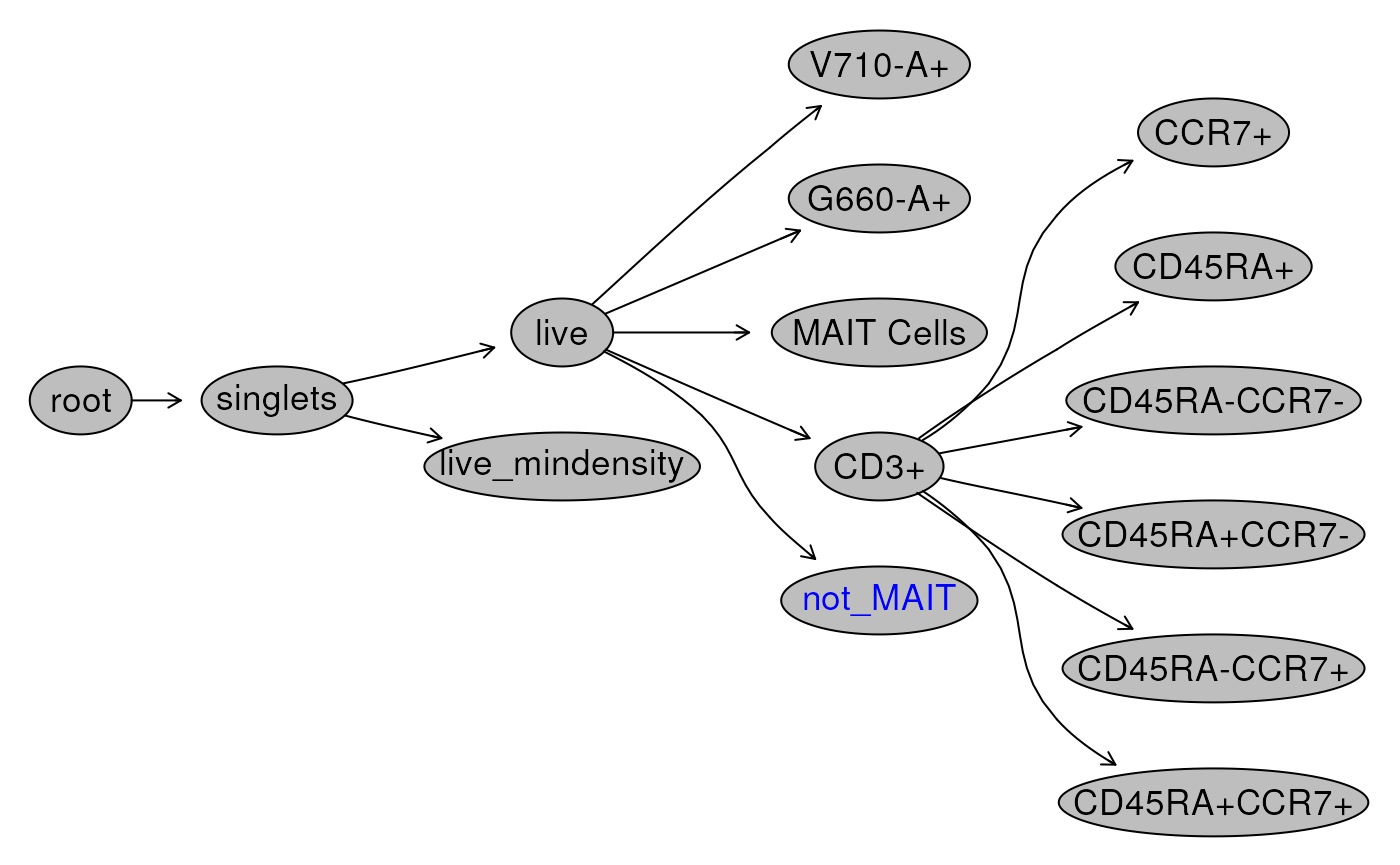 root
singlets
live
live_mindensity
V710-A+
G660-A+
MAIT Cells
CD3+
not_MAIT
CCR7+
CD45RA+
CD45RA-CCR7-
CD45RA+CCR7-
CD45RA-CCR7+
CD45RA+CCR7+